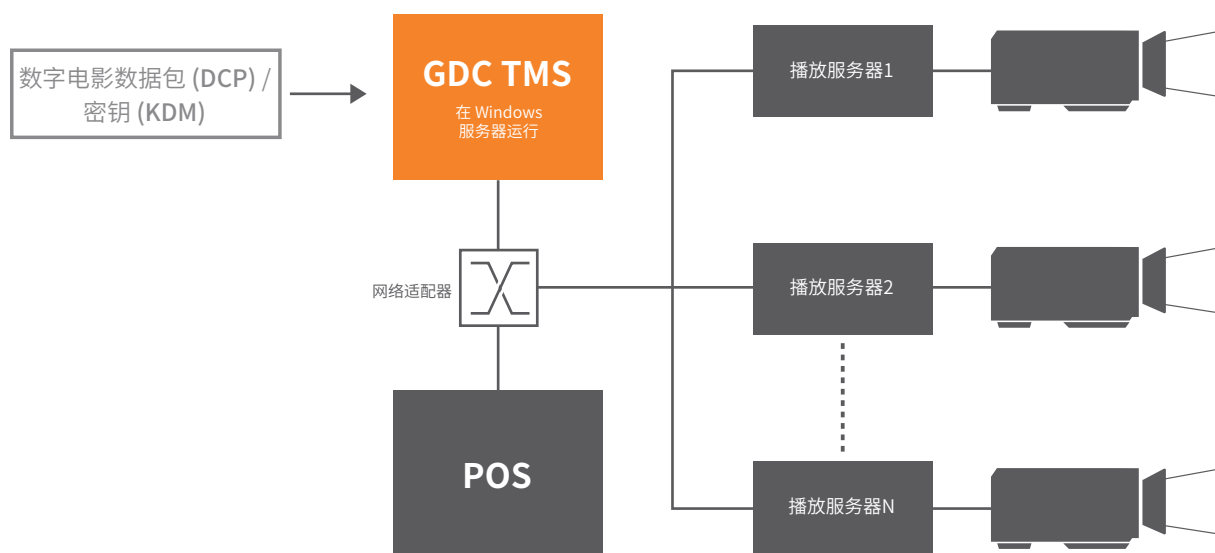 数字电影数据包 (DCP) /
密钥 (KDM)
GDC TMS
在 Windows
服务器运行
网络适配器
POS
播放服务器1
播放服务器2
播放服务器N